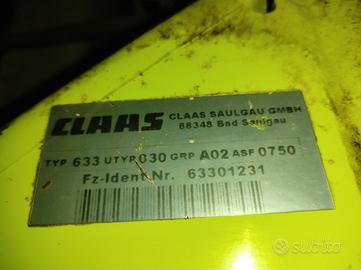 CLAAS
CLAAS SAULGAU GMBH
88348 Bad Saulgau
TYP 633 UTYP 030 GRP A02 ASF 0750
Fz-Ident.Nr. 63301231
subito